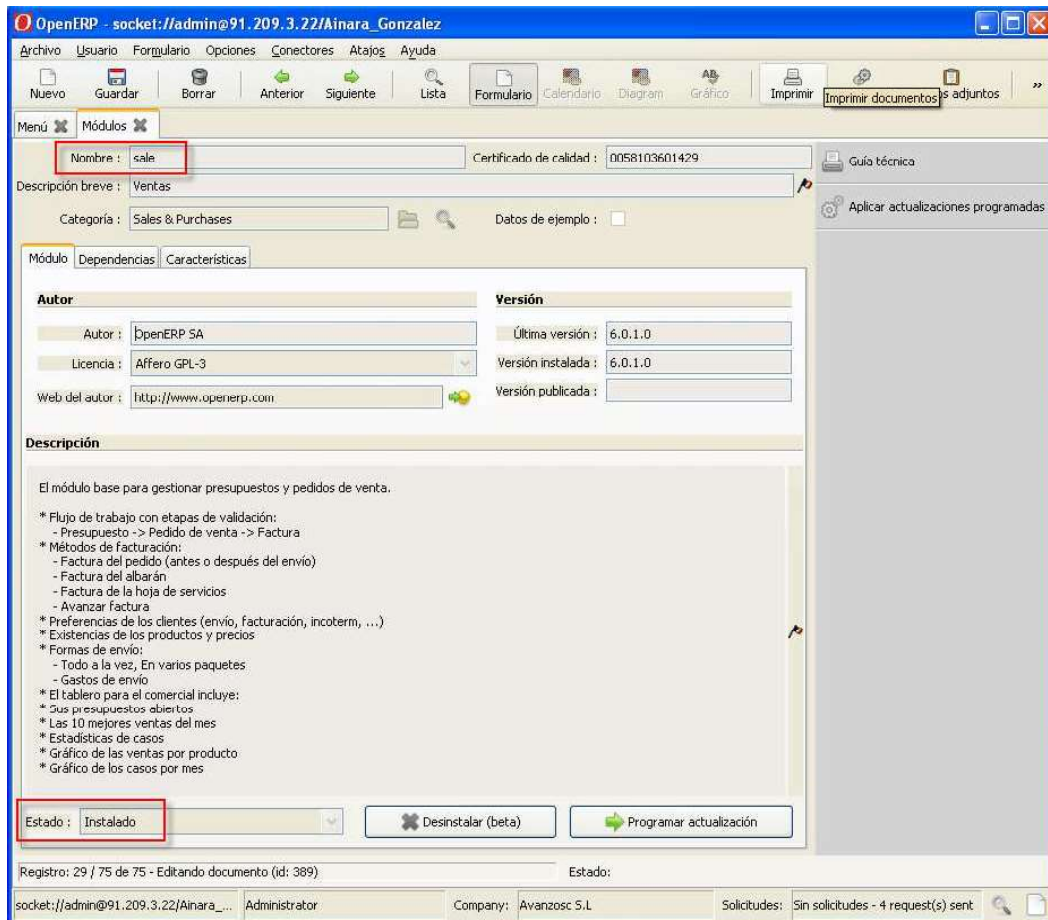 OpenERP - socket://admin@91.209.3.22/Ainara_Gonzalez
Archivo Usuario Formulario Opciones Conectores Atajos Ayuda
Nuevo Guardar Borrar Anterior Siguiente Lista Formulario Calendario Diagram Gráfico Imprimir Imprimir documentos s adjuntos »
Menú Módulos
Nombre : sale Certificado de calidad : 0058103601429
Descripción breve : Ventas
Categoría : Sales & Purchases Datos de ejemplo :
Guía técnica
Aplicar actualizaciones programadas
Módulo Dependencias Características
Autor Versión
Autor : OpenERP SA Última versión : 6.0.1.0
Licencia : Affero GPL-3 Versión instalada : 6.0.1.0
Web del autor : http://www.openerp.com Versión publicada :
Descripción
El módulo base para gestionar presupuestos y pedidos de venta.
* Flujo de trabajo con etapas de validación:
- Presupuesto -> Pedido de venta -> Factura
* Métodos de facturación:
- Factura del pedido (antes o después del envío)
- Factura del albarán
- Factura de la hoja de servicios
- Avanzar factura
* Preferencias de los clientes (envío, facturación, incoterm, ...)
* Existencias de los productos y precios
* Formas de envío:
- Todo a la vez, En varios paquetes
- Gastos de envío
* El tablero para el comercial incluye:
* Sus presupuestos abiertos
* Las 10 mejores ventas del mes
* Estadísticas de casos
* Gráfico de las ventas por producto
* Gráfico de los casos por mes
Estado : Instalado Desinstalar (beta) Programar actualización
Registro: 29 / 75 de 75 - Editando documento (id: 389) Estado:
socket://admin@91.209.3.22/Ainara_... Administrator Company: Avanzosc S.L Solicitudes: Sin solicitudes - 4 request(s) sent